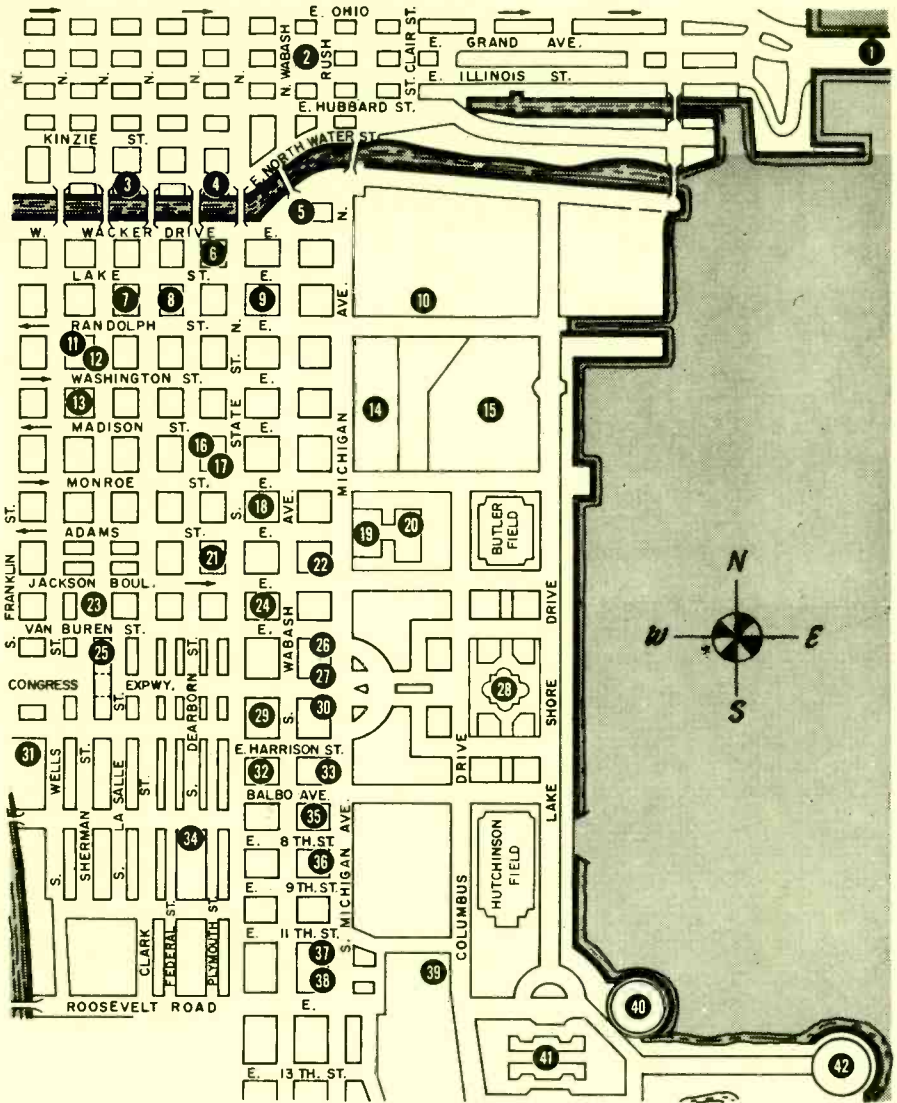 E. OHIO
N. WABASH
RUSH
ST. CLAIR ST.
E. GRAND AVE.
1
2
N.
N.
N.
N.
N.
E. ILLINOIS ST.
E. HUBBARD ST.
KINZIE ST.
E. NORTH WATER ST.
3
4
5
N.
W. WACKER DRIVE E.
6
LAKE ST. E.
7
8
9
10
AVE.
RANDOLPH ST. N. E.
11
12
ST.
WASHINGTON ST. E.
13
14
15
MADISON ST. E.
STATE
MICHIGAN
16
17
MONROE ST. E.
18
S.
AVE.
19
20
BUTLER FIELD
ST.
ADAMS ST. E.
21
22
FRANKLIN
JACKSON BOUL. E.
23
24
DRIVE
S.
VAN BUREN ST. E.
ST.
ST.
WABASH
25
26
27
28
CONGRESS EXPWY.
ST.
DEARBORN
S.
SHORE
29
30
N
W
E
S
31
E. HARRISON ST.
WELLS
ST.
LA SALLE
ST.
S.
32
33
BALBO AVE.
DRIVE
LAKE
34
35
E. 8TH. ST.
36
S.
SHERMAN
S.
MICHIGAN AVE.
HUTCHINSON FIELD
E. 9TH. ST.
ST.
ST.
E. 11TH. ST.
S.
COLUMBUS
CLARK
FEDERAL
PLYMOUTH
37
38
39
ROOSEVELT ROAD E.
40
41
42
E. 13TH. ST.